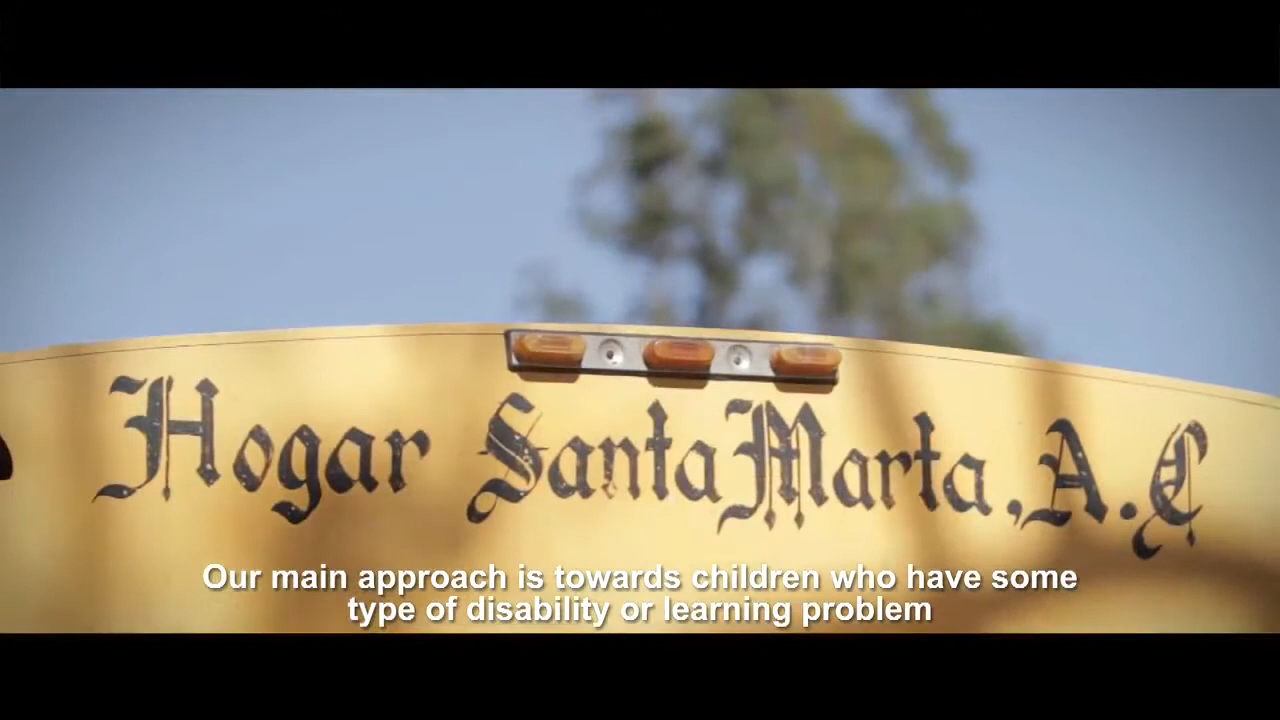 Hogar Santa Marta, A.C
Our main approach is towards children who have some
type of disability or learning problem